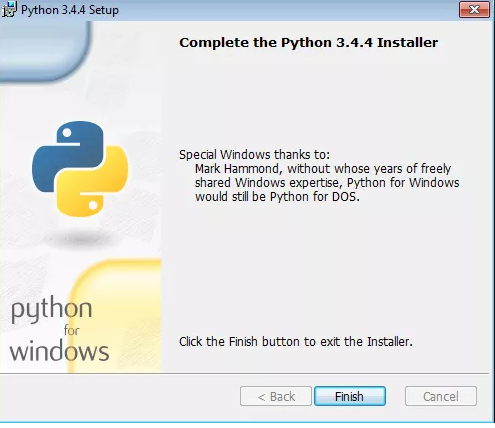 Python 3.4.4 Setup
Complete the Python 3.4.4 Installer
Special Windows thanks to:
Mark Hammond, without whose years of freely
shared Windows expertise, Python for Windows
would still be Python for DOS.
python
for
windows
Click the Finish button to exit the Installer.
< Back
Finish
Cancel